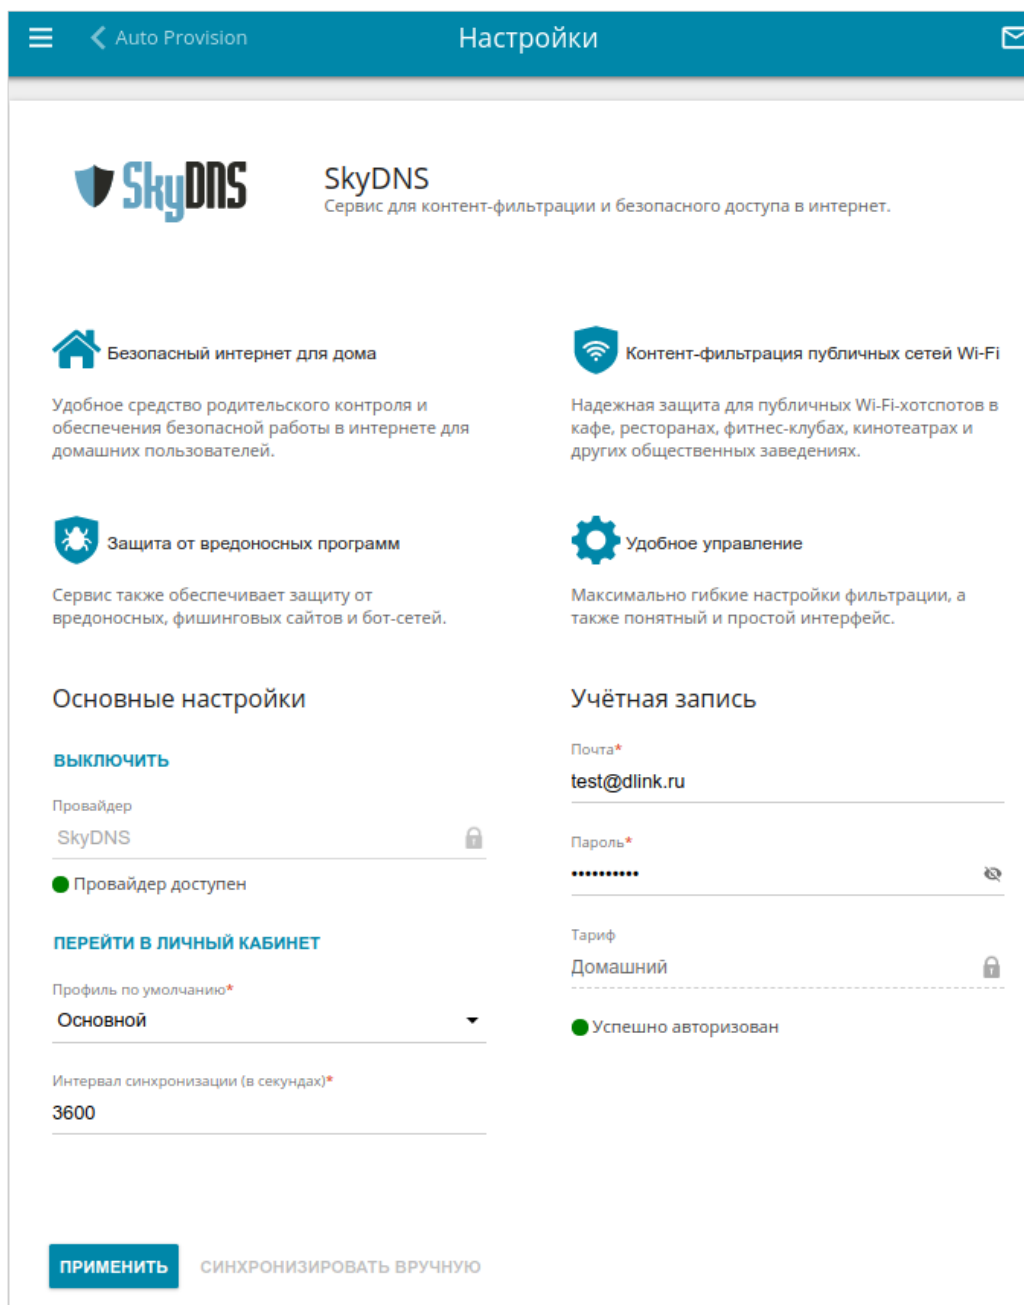 Auto Provision
Настройки
SkyDNS
SkyDNS
Сервис для контент-фильтрации и безопасного доступа в интернет.
Безопасный интернет для дома
Удобное средство родительского контроля и
обеспечения безопасной работы в интернете для
домашних пользователей.
Контент-фильтрация публичных сетей Wi-Fi
Надежная защита для публичных Wi-Fi-хотспотов в
кафе, ресторанах, фитнес-клубах, кинотеатрах и
других общественных заведениях.
Защита от вредоносных программ
Сервис также обеспечивает защиту от
вредоносных, фишинговых сайтов и бот-сетей.
Удобное управление
Максимально гибкие настройки фильтрации, а
также понятный и простой интерфейс.
Основные настройки
ВЫКЛЮЧИТЬ
Провайдер
SkyDNS
Провайдер доступен
ПЕРЕЙТИ В ЛИЧНЫЙ КАБИНЕТ
Профиль по умолчанию*
Основной
Интервал синхронизации (в секундах)*
3600
Учётная запись
Почта*
test@dlink.ru
Пароль*
••••••••••
Тариф
Домашний
Успешно авторизован
ПРИМЕНИТЬ
СИНХРОНИЗИРОВАТЬ ВРУЧНУЮ